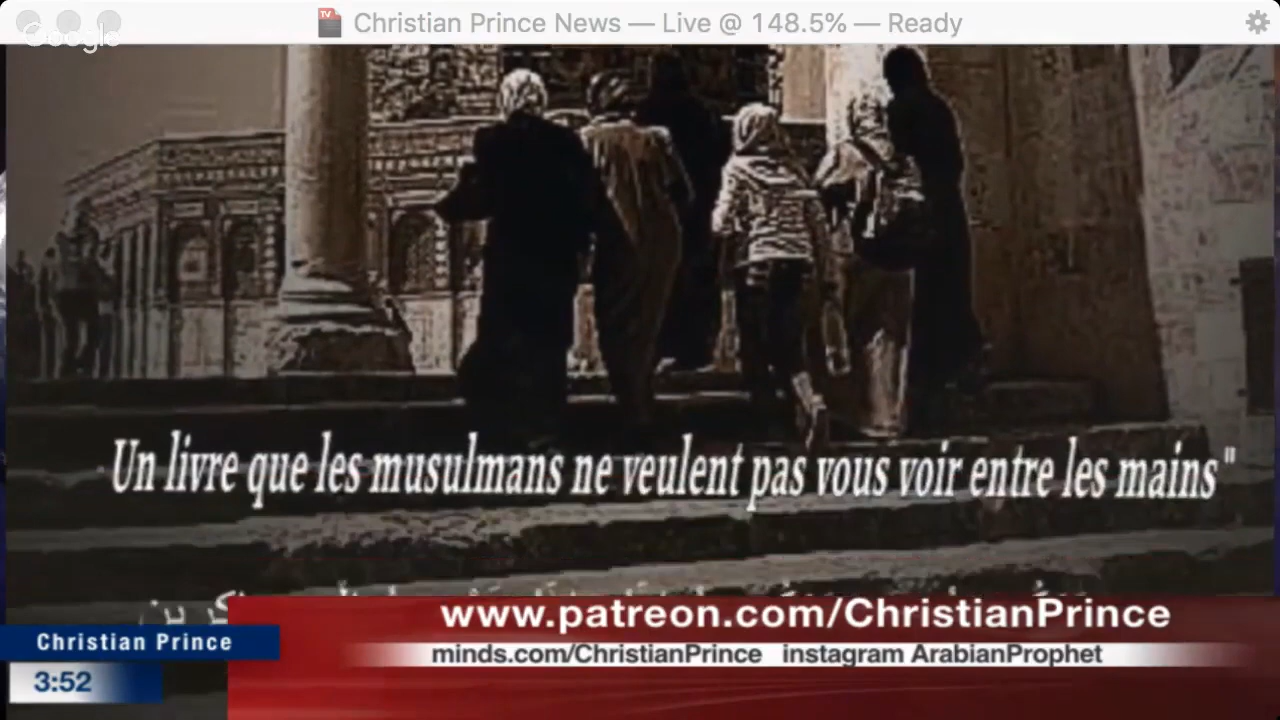 Christian Prince News — Live @ 148.5% — Ready
Google
Un livre que les musulmans ne veulent pas vous voir entre les mains"
www.patreon.com/ChristianPrince
Christian Prince
minds.com/ChristianPrince instagram ArabianProphet
3:52